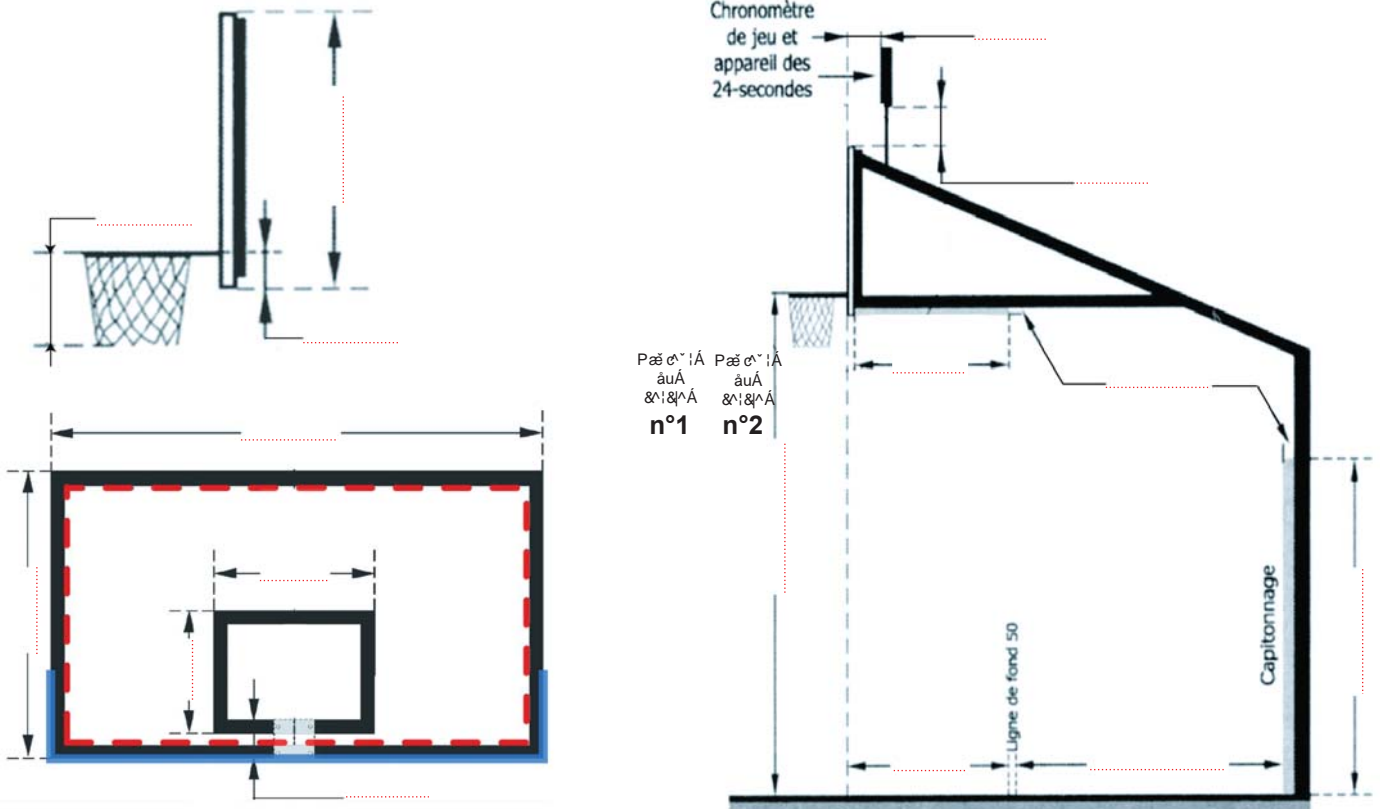 Chronomètre
de jeu et
appareil des
24-secondes
n°1 n°2
Ligne de fond 50
Capitonnage